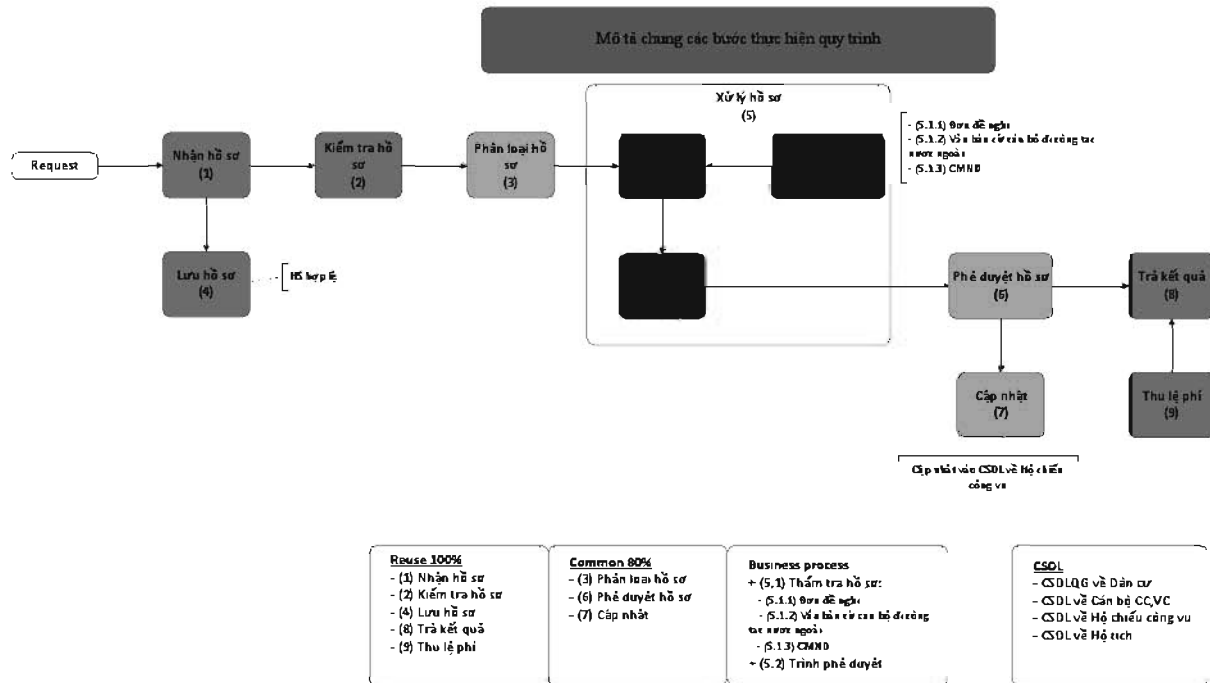 Mô tả chung các bước thực hiện quy trình
Xử lý hồ sơ
(5)
- (5.1.1) Đơn đề nghị
- (5.1.2) Văn bản cử cán bộ đi công tác
nước ngoài
- (5.1.3) CMND
Request
Nhận hồ sơ
(1)
Kiểm tra hồ
sơ
(2)
Phân loại hồ
sơ
(3)
Lưu hồ sơ
(4)
HS hợp lệ
Phê duyệt hồ sơ
(6)
Trả kết quả
(8)
Cập nhật
(7)
Thu lệ phí
(9)
Cập nhật vào CSDL về Hộ chiếu
công vụ
Reuse 100%
- (1) Nhận hồ sơ
- (2) Kiểm tra hồ sơ
- (4) Lưu hồ sơ
- (8) Trả kết quả
- (9) Thu lệ phí
Common 80%
- (3) Phân loại hồ sơ
- (6) Phê duyệt hồ sơ
- (7) Cập nhật
Business process
+ (5,1) Thẩm tra hồ sơ:
- (5.1.1) Đơn đề nghị
- (5.1.2) Văn bản cử cán bộ đi công
tác nước ngoài
- (5.1.3) CMND
+ (5.2) Trình phê duyệt
CSDL
- CSDLQG về Dân cư
- CSDL về Cán bộ CC,VC
- CSDL về Hộ chiếu công vụ
- CSDL về Hộ tịch